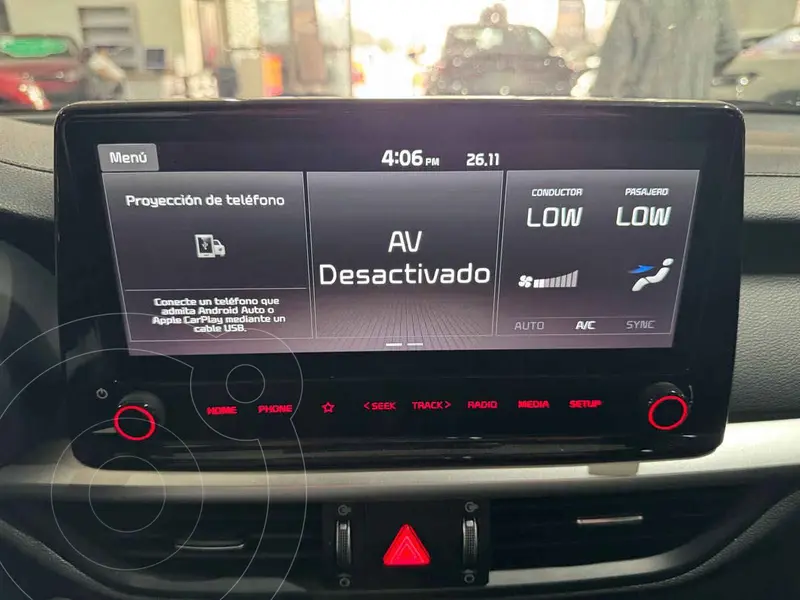 Menú
4:06 PM 26.11
Proyección de teléfono
Conecte un teléfono que
admita Android Auto o
Apple CarPlay mediante un
cable USB.
AV
Desactivado
CONDUCTOR PASAJERO
LOW LOW
AUTO A/C SYNC
HOME PHONE < SEEK TRACK > RADIO MEDIA SETUP